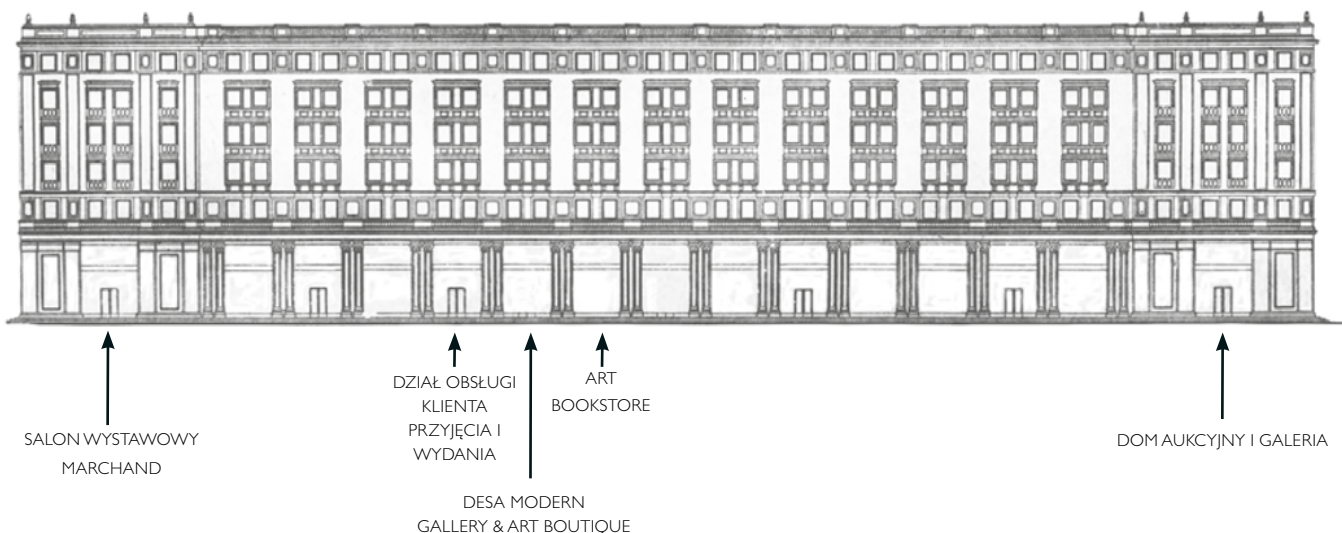 SALON WYSTAWOWY
MARCHAND
DZIAŁ OBSŁUGI
KLIENTA
PRZYJĘCIA I
WYDANIA
DESA MODERN
GALLERY & ART BOUTIQUE
ART
BOOKSTORE
DOM AUKCYJNY I GALERIA